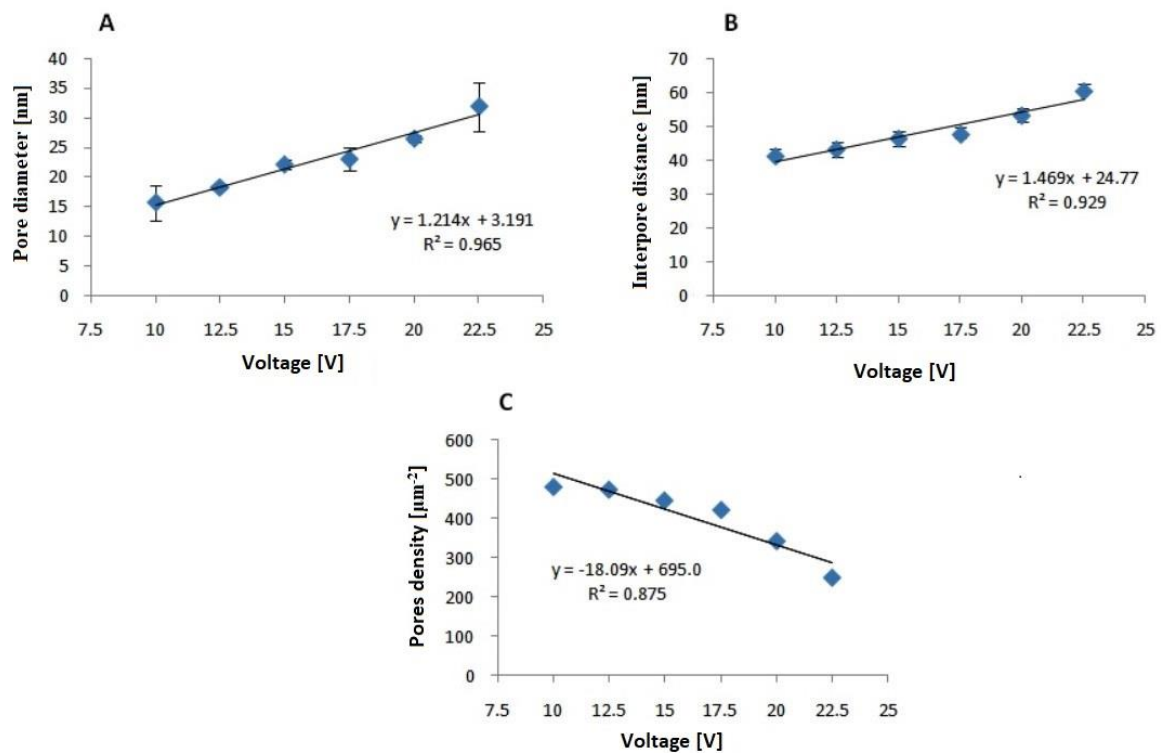 A
Pore diameter [nm]
40
35
30
25
20
15
10
5
0
y = 1.214x + 3.191
R² = 0.965
7.5 10 12.5 15 17.5 20 22.5 25
Voltage [V]
B
Interpore distance [nm]
70
60
50
40
30
20
10
0
y = 1.469x + 24.77
R² = 0.929
7.5 10 12.5 15 17.5 20 22.5 25
Voltage [V]
C
Pores density [µm⁻²]
600
500
400
300
200
100
0
y = -18.09x + 695.0
R² = 0.875
7.5 10 12.5 15 17.5 20 22.5 25
Voltage [V]